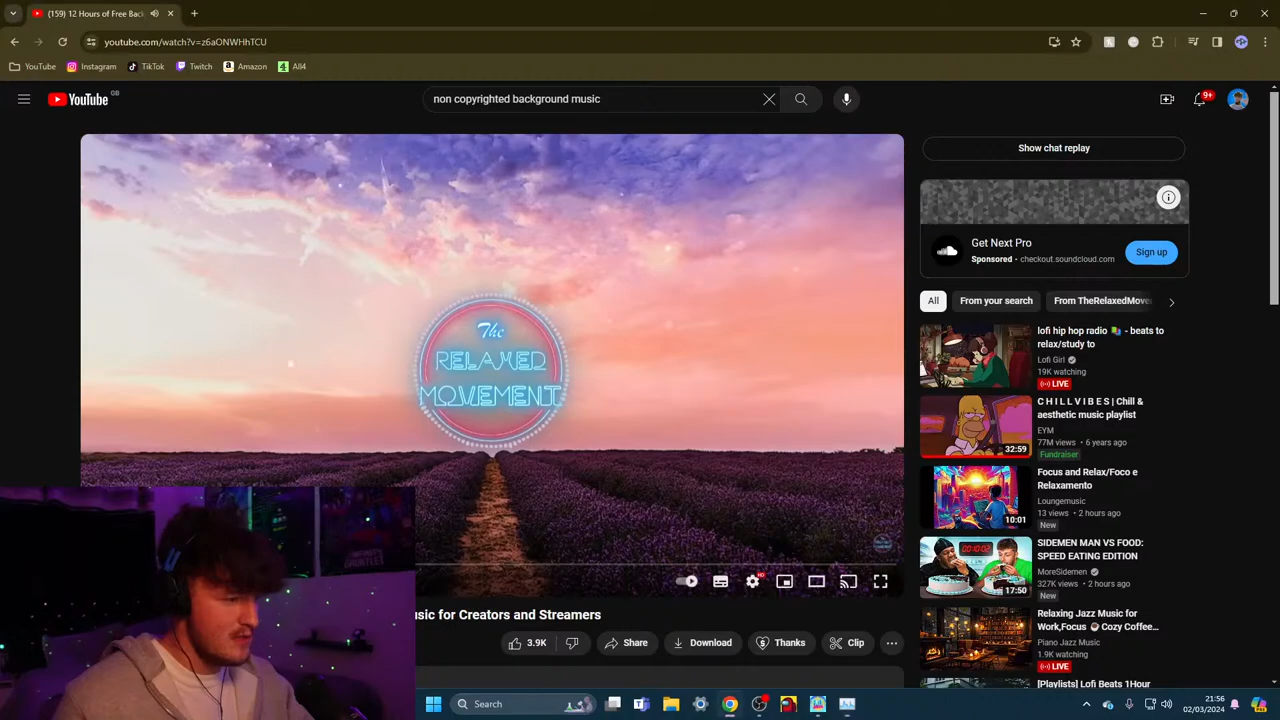 (159) 12 Hours of Free Bac
youtube.com/watch?v=z6aONWHhTCU
YouTube
Instagram
TikTok
Twitch
Amazon
All4
YouTube GB
non copyrighted background music
9+
The
RELAXED
MOVEMENT
HD
usic for Creators and Streamers
3.9K
Share
Download
Thanks
Clip
Show chat replay
Get Next Pro
Sponsored • checkout.soundcloud.com
Sign up
All
From your search
From TheRelaxedMove
lofi hip hop radio 📚 - beats to
relax/study to
Lofi Girl
19K watching
LIVE
C H I L L V I B E S | Chill &
aesthetic music playlist
EYM
77M views • 6 years ago
Fundraiser
32:59
Focus and Relax/Foco e
Relaxamento
Loungemusic
13 views • 2 hours ago
New
10:01
SIDEMEN MAN VS FOOD:
SPEED EATING EDITION
MoreSidemen
327K views • 2 hours ago
New
17:50
Relaxing Jazz Music for
Work,Focus ☕ Cozy Coffee...
Piano Jazz Music
1.9K watching
LIVE
[Playlists] Lofi Beats 1Hour
GAUNTLET
Search
21:56
02/03/2024